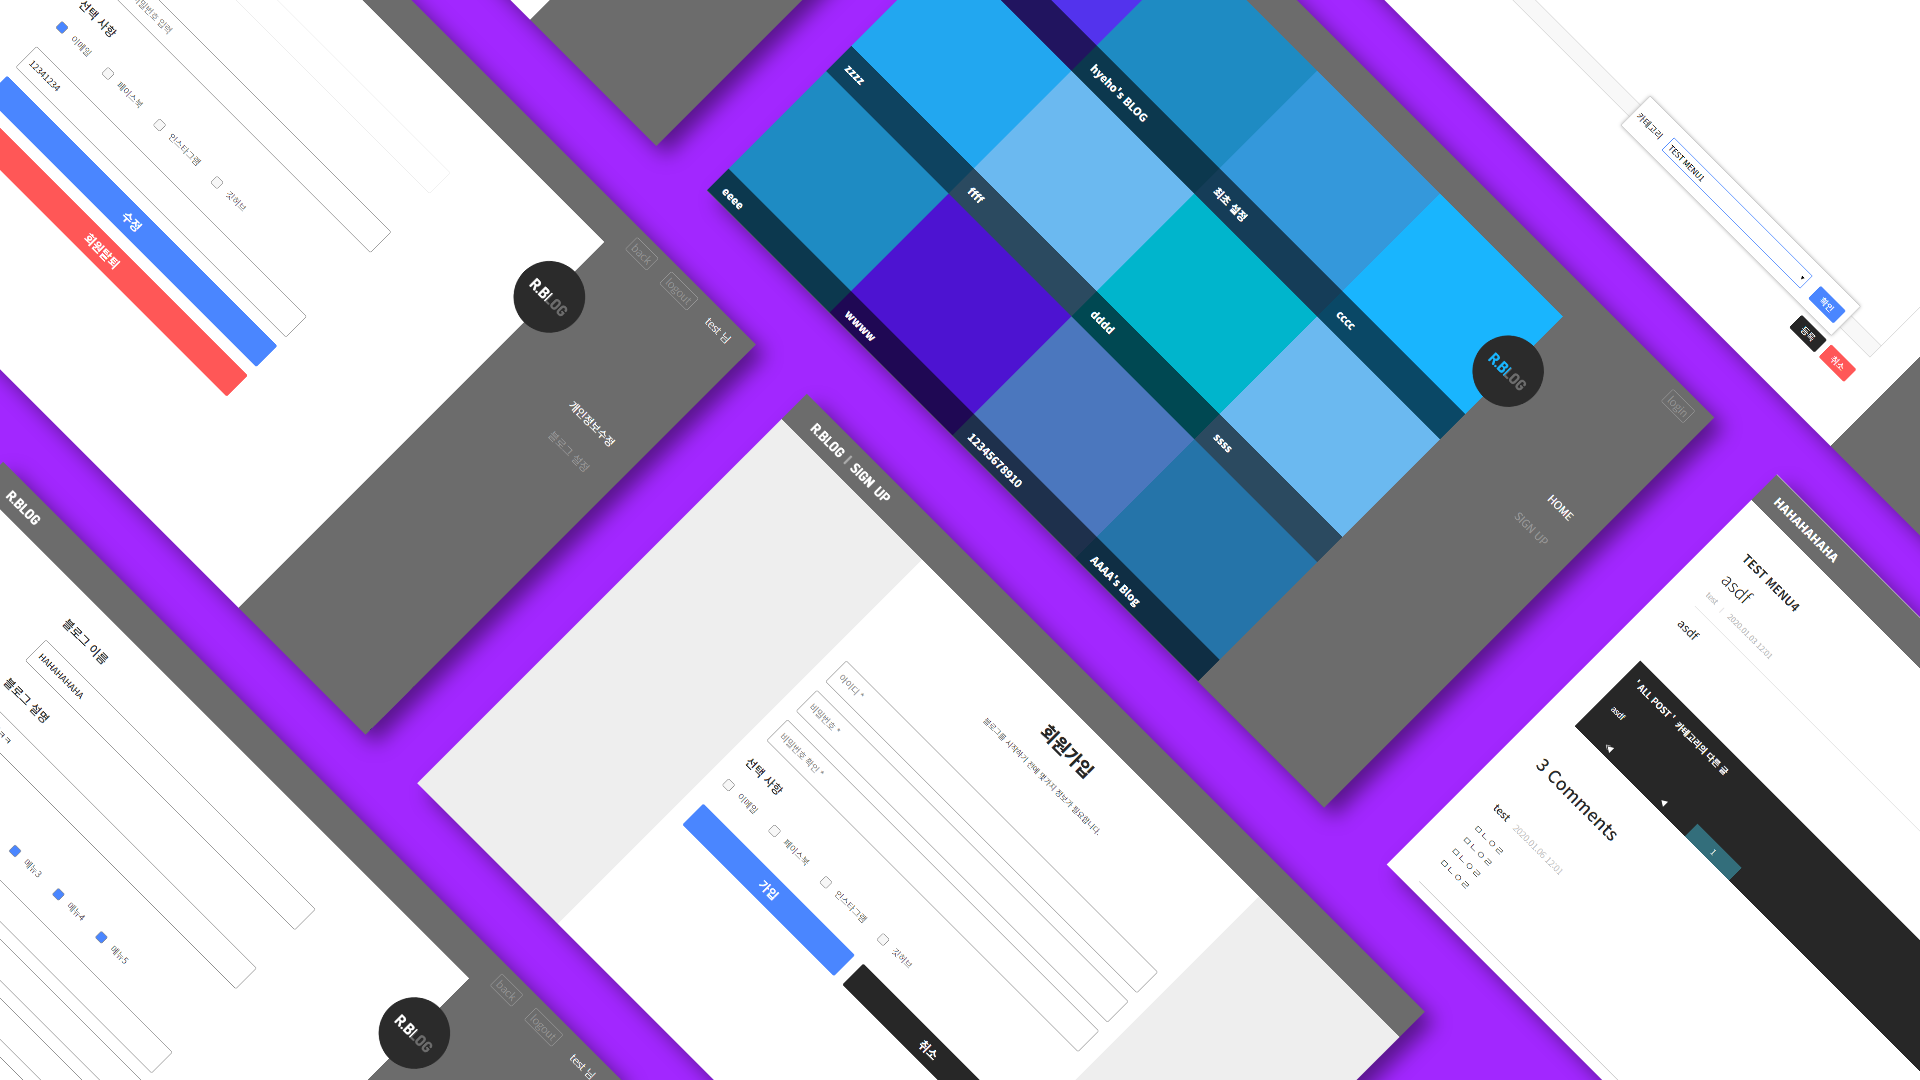 비밀번호 입력
선택 사항
이메일
페이스북
인스타그램
깃허브
12341234
수정
회원탈퇴
R.BLOG
back
logout
test 님
개인정보수정
블로그 설정
zzzz
hyeho's BLOG
eeee
ffff
최초 설정
wwww
dddd
cccc
12345678910
ssss
AAAA's Blog
R.BLOG
login
HOME
SIGN UP
카테고리
TEST MENU1
확인
등록
취소
R.BLOG
블로그 이름
HAHAHAHAHA
블로그 설명
메뉴3
메뉴4
메뉴5
R.BLOG
back
logout
test 님
R.BLOG | SIGN UP
회원가입
블로그를 시작하기 전에 몇가지 정보가 필요합니다.
아이디 *
비밀번호 *
비밀번호 확인 *
선택 사항
이메일
페이스북
인스타그램
깃허브
가입
취소
HAHAHAHAHA
TEST MENU4
asdf
test | 2020.01.03 12:01
asdf
' ALL POST ' 카테고리의 다른 글
asdf
1
3 Comments
test 2020.01.06 12:01
ㅁㄴㅇㄹ
ㅁㄴㅇㄹ
ㅁㄴㅇㄹ
ㅁㄴㅇㄹ